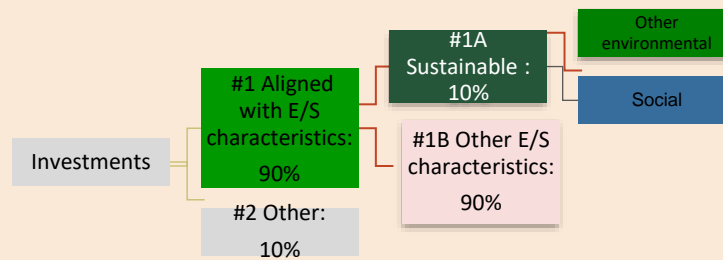 Other
environmental
#1A
Sustainable :
10%
Social
#1 Aligned
with E/S
characteristics:
90%
#1B Other E/S
characteristics:
90%
Investments
#2 Other:
10%